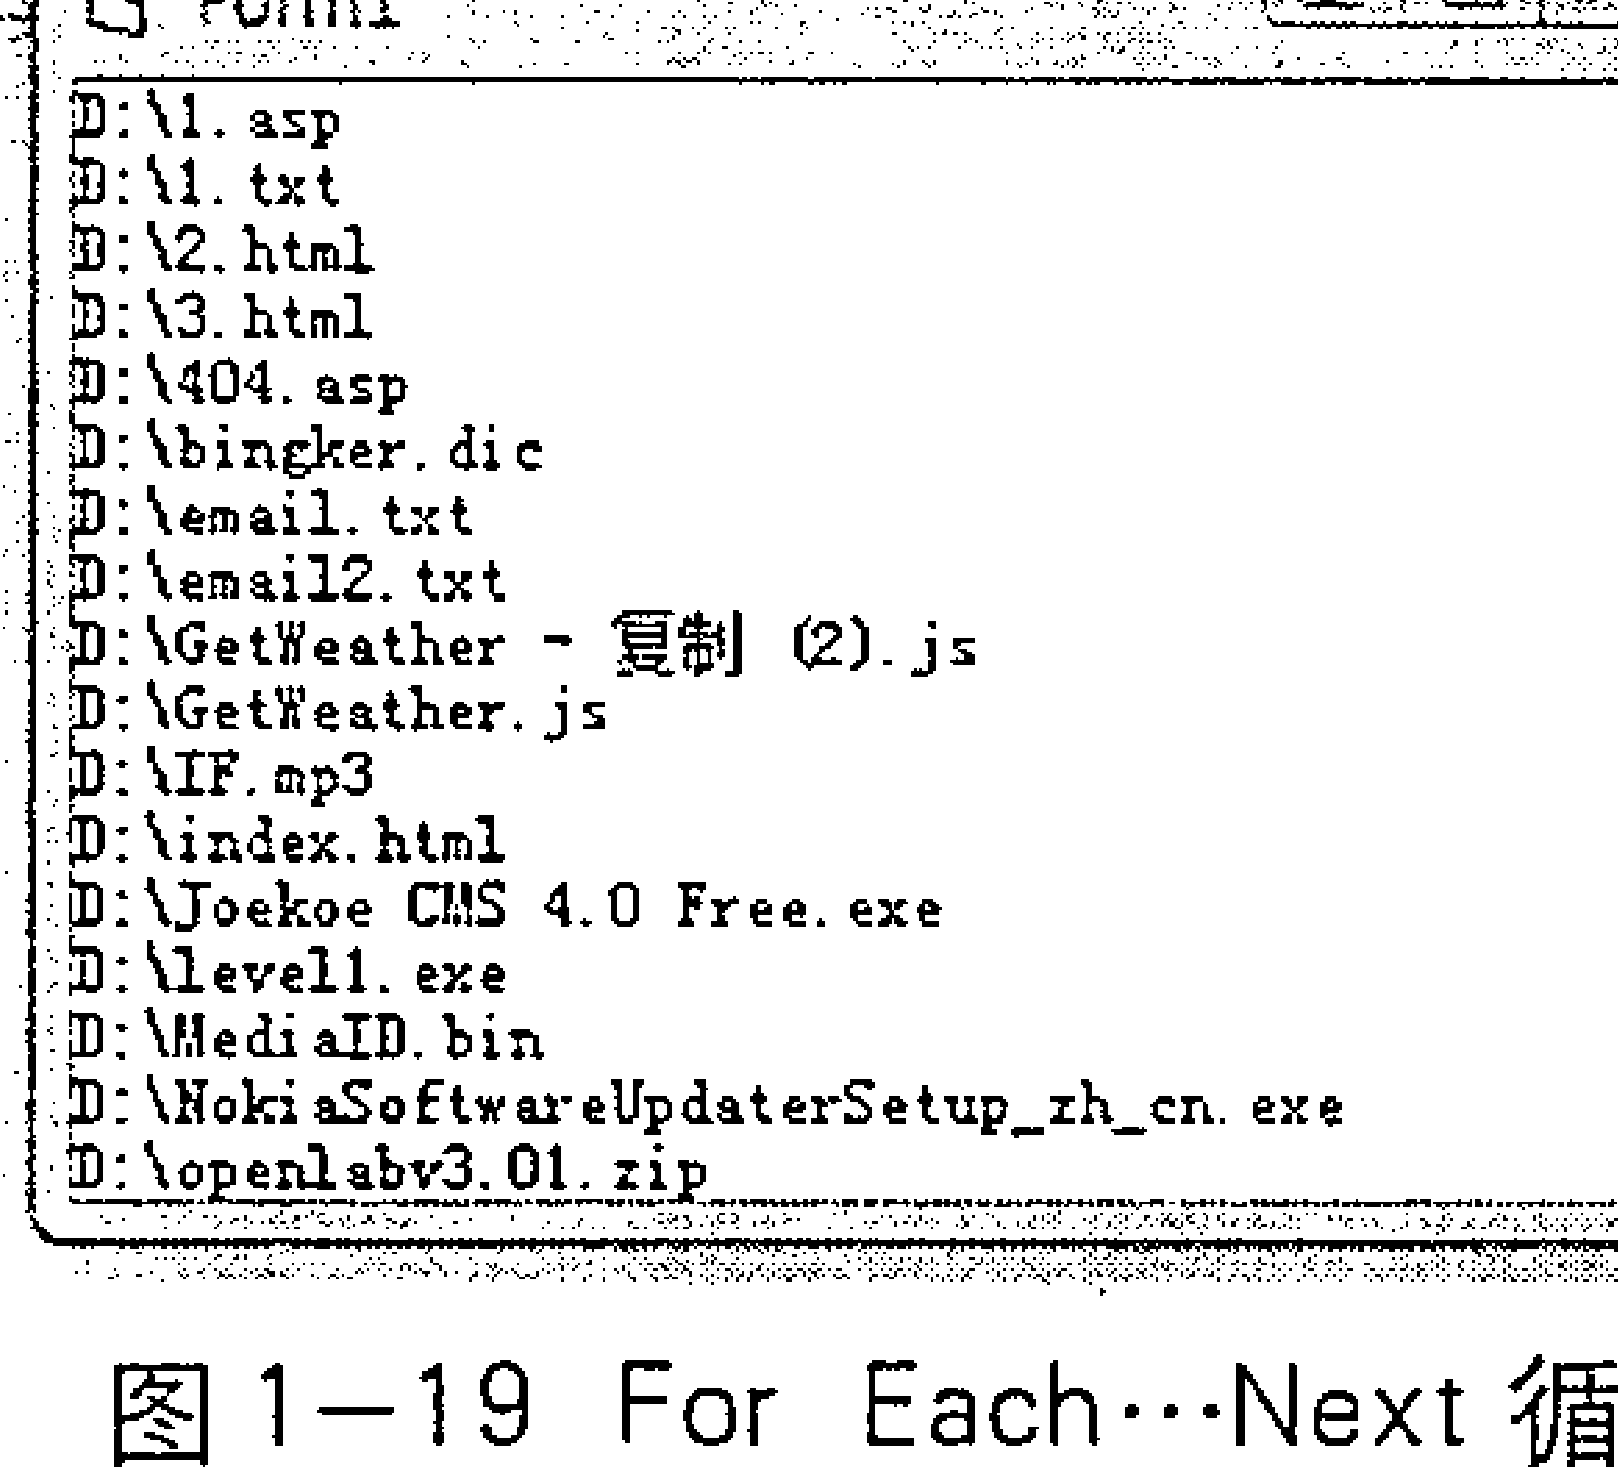 Form1
D:\1.asp
D:\1.txt
D:\2.html
D:\3.html
D:\404.asp
D:\bingker.dic
D:\email.txt
D:\email2.txt
D:\GetWeather - 复制 (2).js
D:\GetWeather.js
D:\IF.mp3
D:\index.html
D:\Joekoe CMS 4.0 Free.exe
D:\level1.exe
D:\MediaID.bin
D:\NokiaSoftwareUpdaterSetup_zh_cn.exe
D:\openlabv3.01.zip
图1-19 For Each…Next 循